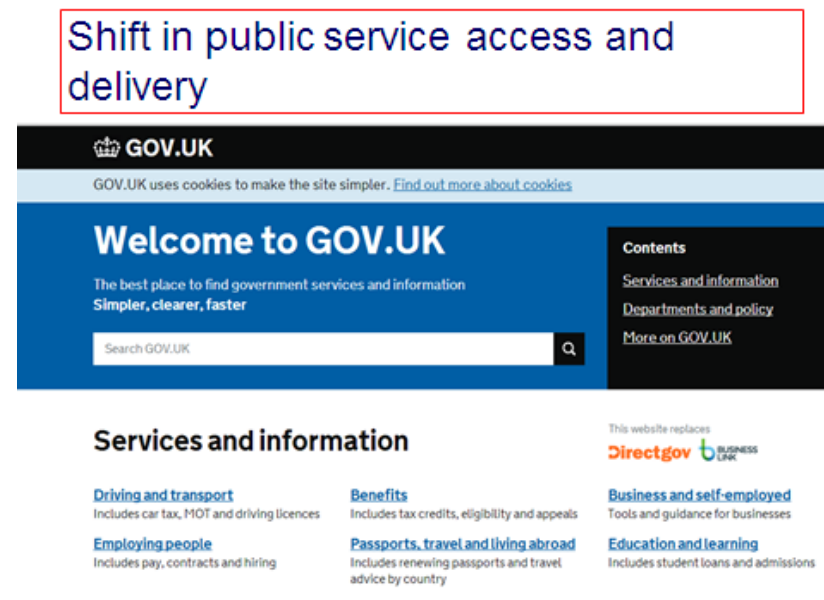 Shift in public service access and
delivery
GOV.UK
GOV.UK uses cookies to make the site simpler. Find out more about cookies
Welcome to GOV.UK
The best place to find government services and information
Simpler, clearer, faster
Search GOV.UK
Contents
Services and information
Departments and policy
More on GOV.UK
Services and information
This website replaces
Directgov BUSINESS
LINK
Driving and transport
Includes car tax, MOT and driving licences
Benefits
Includes tax credits, eligibility and appeals
Business and self-employed
Tools and guidance for businesses
Employing people
Includes pay, contracts and hiring
Passports, travel and living abroad
Includes renewing passports and travel
advice by country
Education and learning
Includes student loans and admissions